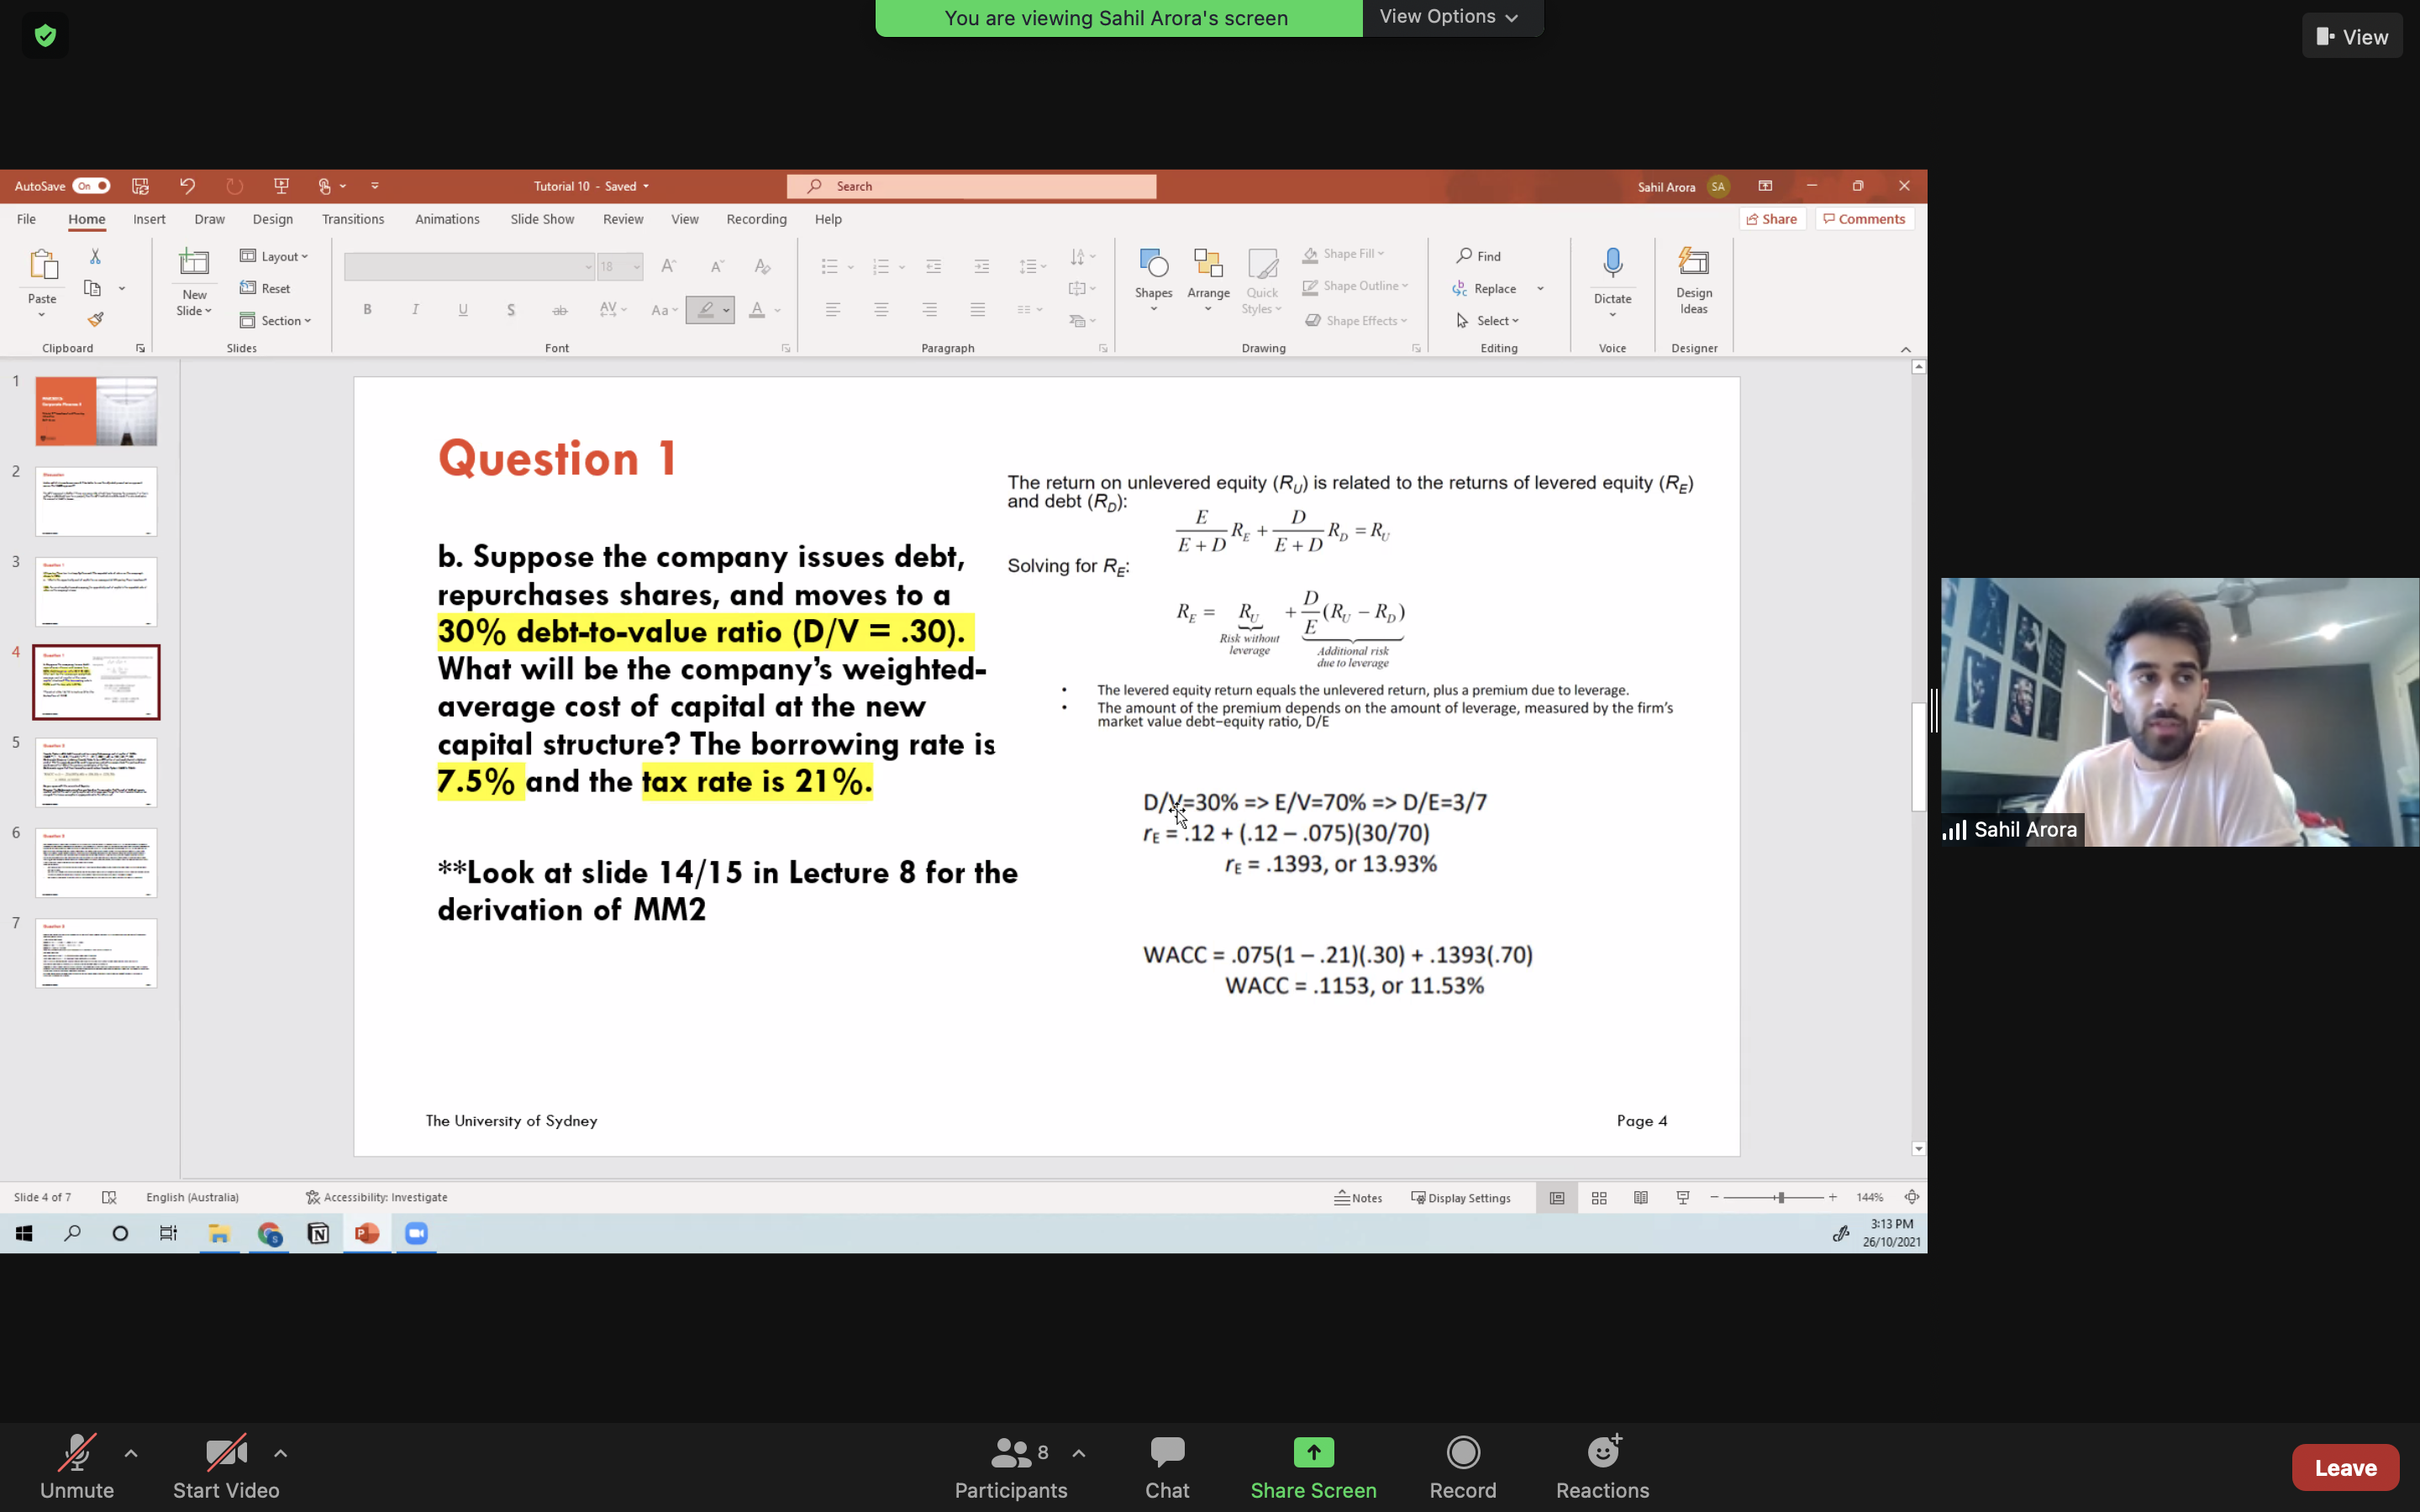 You are viewing Sahil Arora's screen
View Options
View
AutoSave On
Tutorial 10 - Saved
Search
Sahil Arora SA
File Home Insert Draw Design Transitions Animations Slide Show Review View Recording Help
Share Comments
Paste
New Slide
Layout
Reset
Section
18
B I U S ab AV Aa A
Shapes
Arrange
Quick Styles
Shape Fill
Shape Outline
Shape Effects
Find
Replace
Select
Dictate
Design Ideas
Clipboard Slides Font Paragraph Drawing Editing Voice Designer
1
2
3
4
5
6
7
Question 1
b. Suppose the company issues debt,
repurchases shares, and moves to a
30% debt-to-value ratio (D/V = .30).
What will be the company's weighted-
average cost of capital at the new
capital structure? The borrowing rate is
7.5% and the tax rate is 21%.
**Look at slide 14/15 in Lecture 8 for the
derivation of MM2
The return on unlevered equity (R_U) is related to the returns of levered equity (R_E)
and debt (R_D):
E/(E + D) R_E + D/(E + D) R_D = R_U
Solving for R_E:
R_E = R_U + D/E (R_U − R_D)
Risk without leverage
Additional risk due to leverage
• The levered equity return equals the unlevered return, plus a premium due to leverage.
• The amount of the premium depends on the amount of leverage, measured by the firm's
market value debt–equity ratio, D/E
D/V=30% => E/V=70% => D/E=3/7
r_E = .12 + (.12 – .075)(30/70)
r_E = .1393, or 13.93%
WACC = .075(1 – .21)(.30) + .1393(.70)
WACC = .1153, or 11.53%
The University of Sydney
Page 4
Sahil Arora
Slide 4 of 7
English (Australia)
Accessibility: Investigate
Notes
Display Settings
144%
3:13 PM
26/10/2021
Unmute
Start Video
8
Participants
Chat
Share Screen
Record
Reactions
Leave